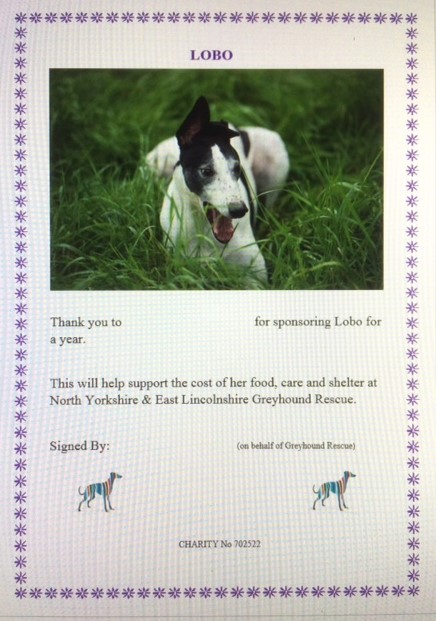 LOBO
Thank you to for sponsoring Lobo for
a year.
This will help support the cost of her food, care and shelter at
North Yorkshire & East Lincolnshire Greyhound Rescue.
Signed By: (on behalf of Greyhound Rescue)
CHARITY No 702522